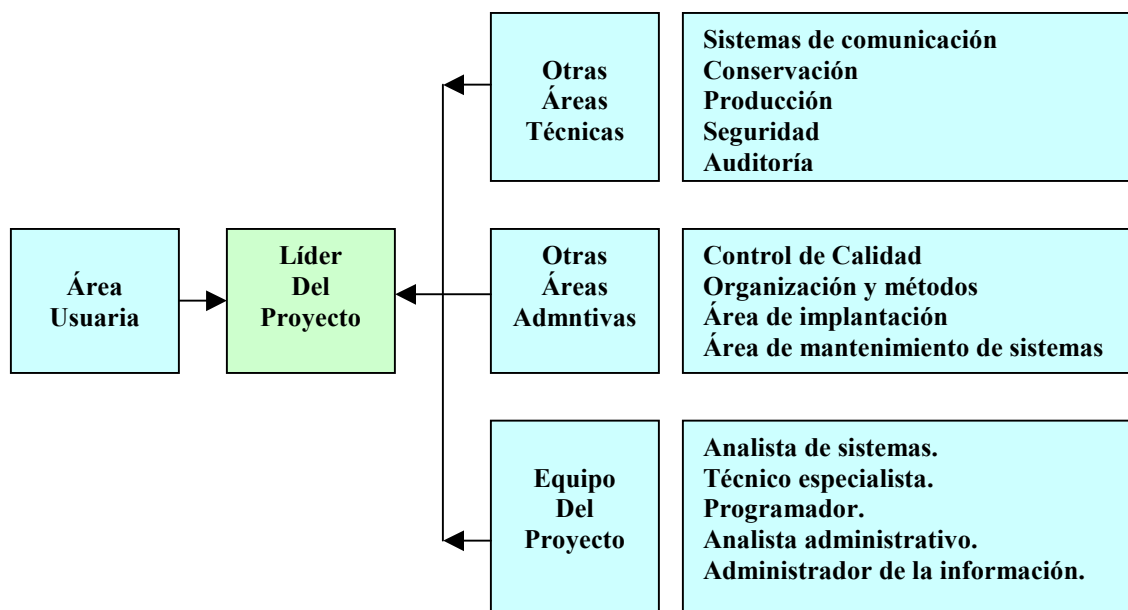 Otras
Áreas
Técnicas
Sistemas de comunicación
Conservación
Producción
Seguridad
Auditoría
Área
Usuaria
Líder
Del
Proyecto
Otras
Áreas
Admntivas
Control de Calidad
Organización y métodos
Área de implantación
Área de mantenimiento de sistemas
Equipo
Del
Proyecto
Analista de sistemas.
Técnico especialista.
Programador.
Analista administrativo.
Administrador de la información.